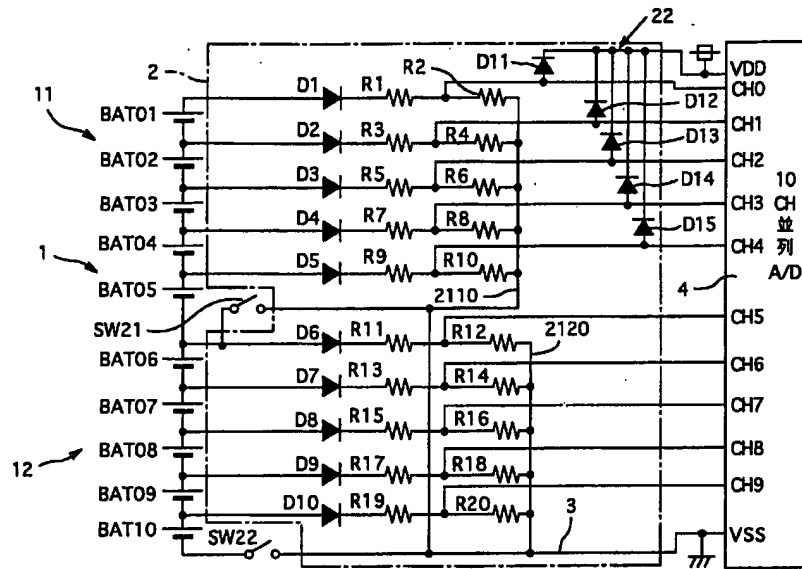 22
2
D11
VDD
R2
D1
R1
CH0
11
BAT01
D12
CH1
D2
R3
R4
BAT02
D13
CH2
D3
R5
R6
BAT03
D14
10
CH
並
列
A/D
D4
R7
R8
CH3
BAT04
D15
1
D5
R9
R10
CH4
BAT05
2110
4
SW21
D6
R11
R12
2120
CH5
BAT06
D7
R13
R14
CH6
BAT07
D8
R15
R16
CH7
BAT08
12
D9
R17
R18
CH8
BAT09
D10
R19
R20
CH9
BAT10
SW22
3
VSS